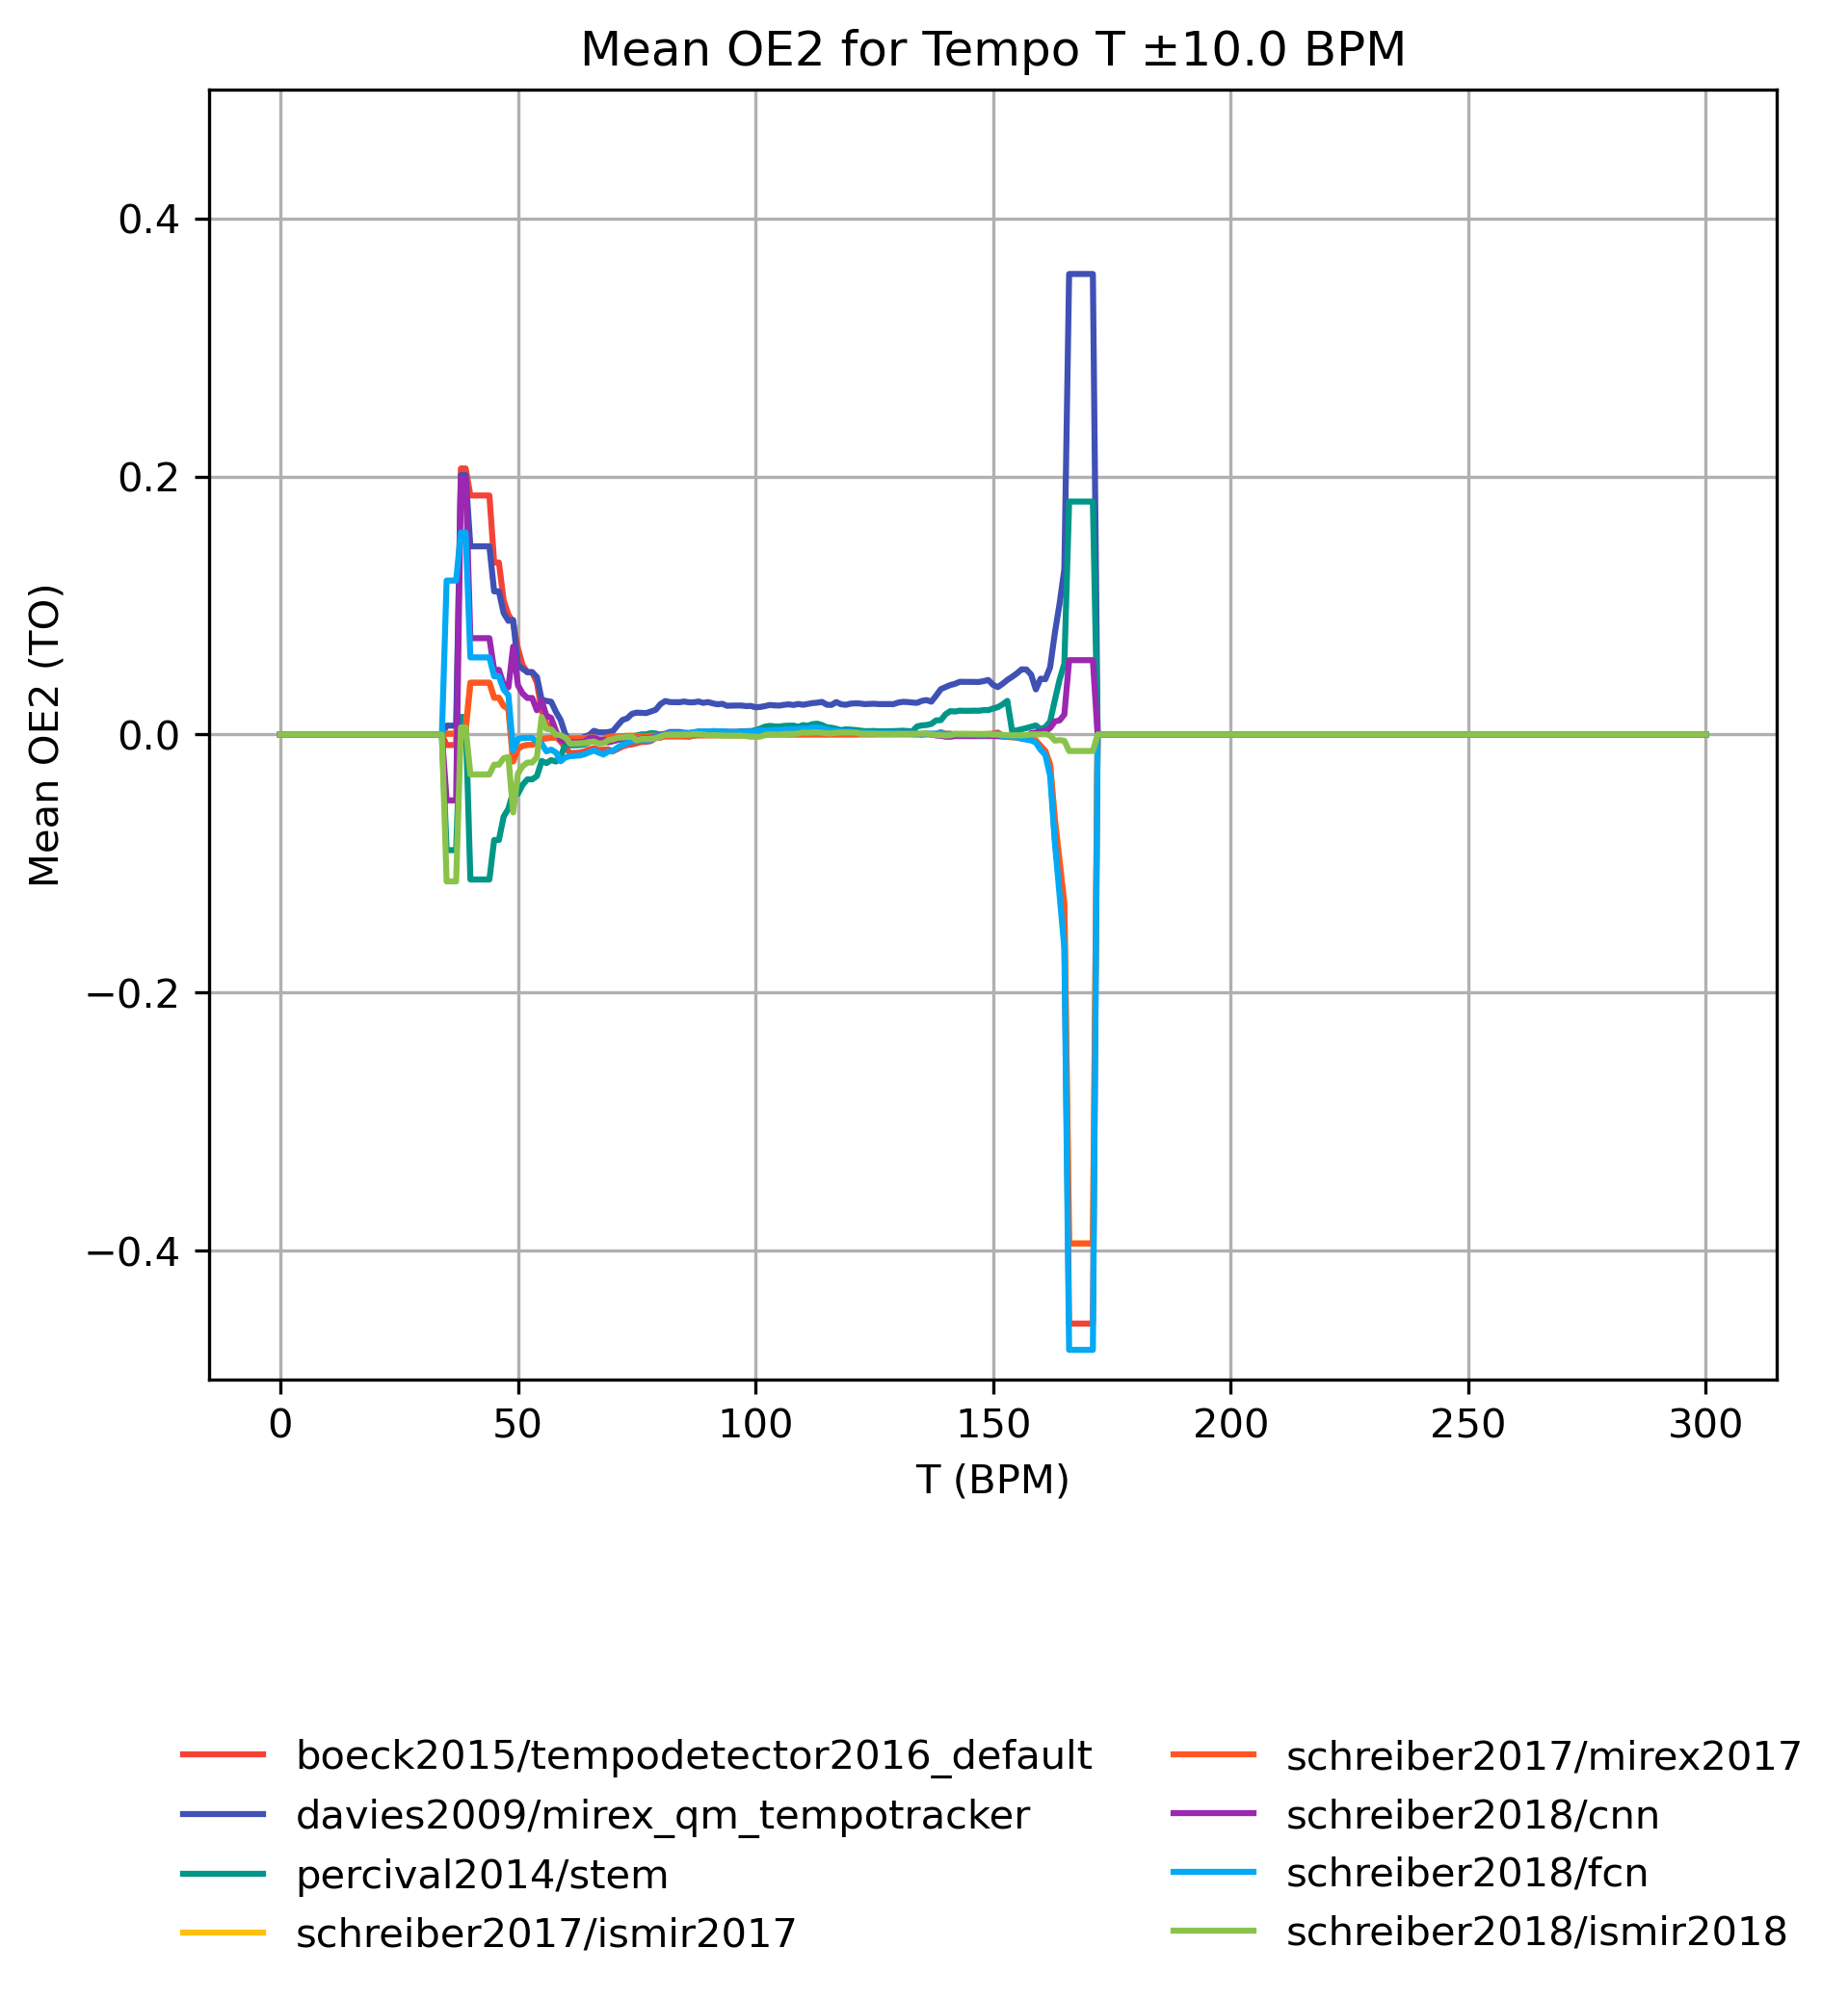 Mean OE2 for Tempo T ±10.0 BPM
Mean OE2 (TO)
0.4
0.2
0.0
−0.2
−0.4
0 50 100 150 200 250 300
T (BPM)
boeck2015/tempodetector2016_default
davies2009/mirex_qm_tempotracker
percival2014/stem
schreiber2017/ismir2017
schreiber2017/mirex2017
schreiber2018/cnn
schreiber2018/fcn
schreiber2018/ismir2018